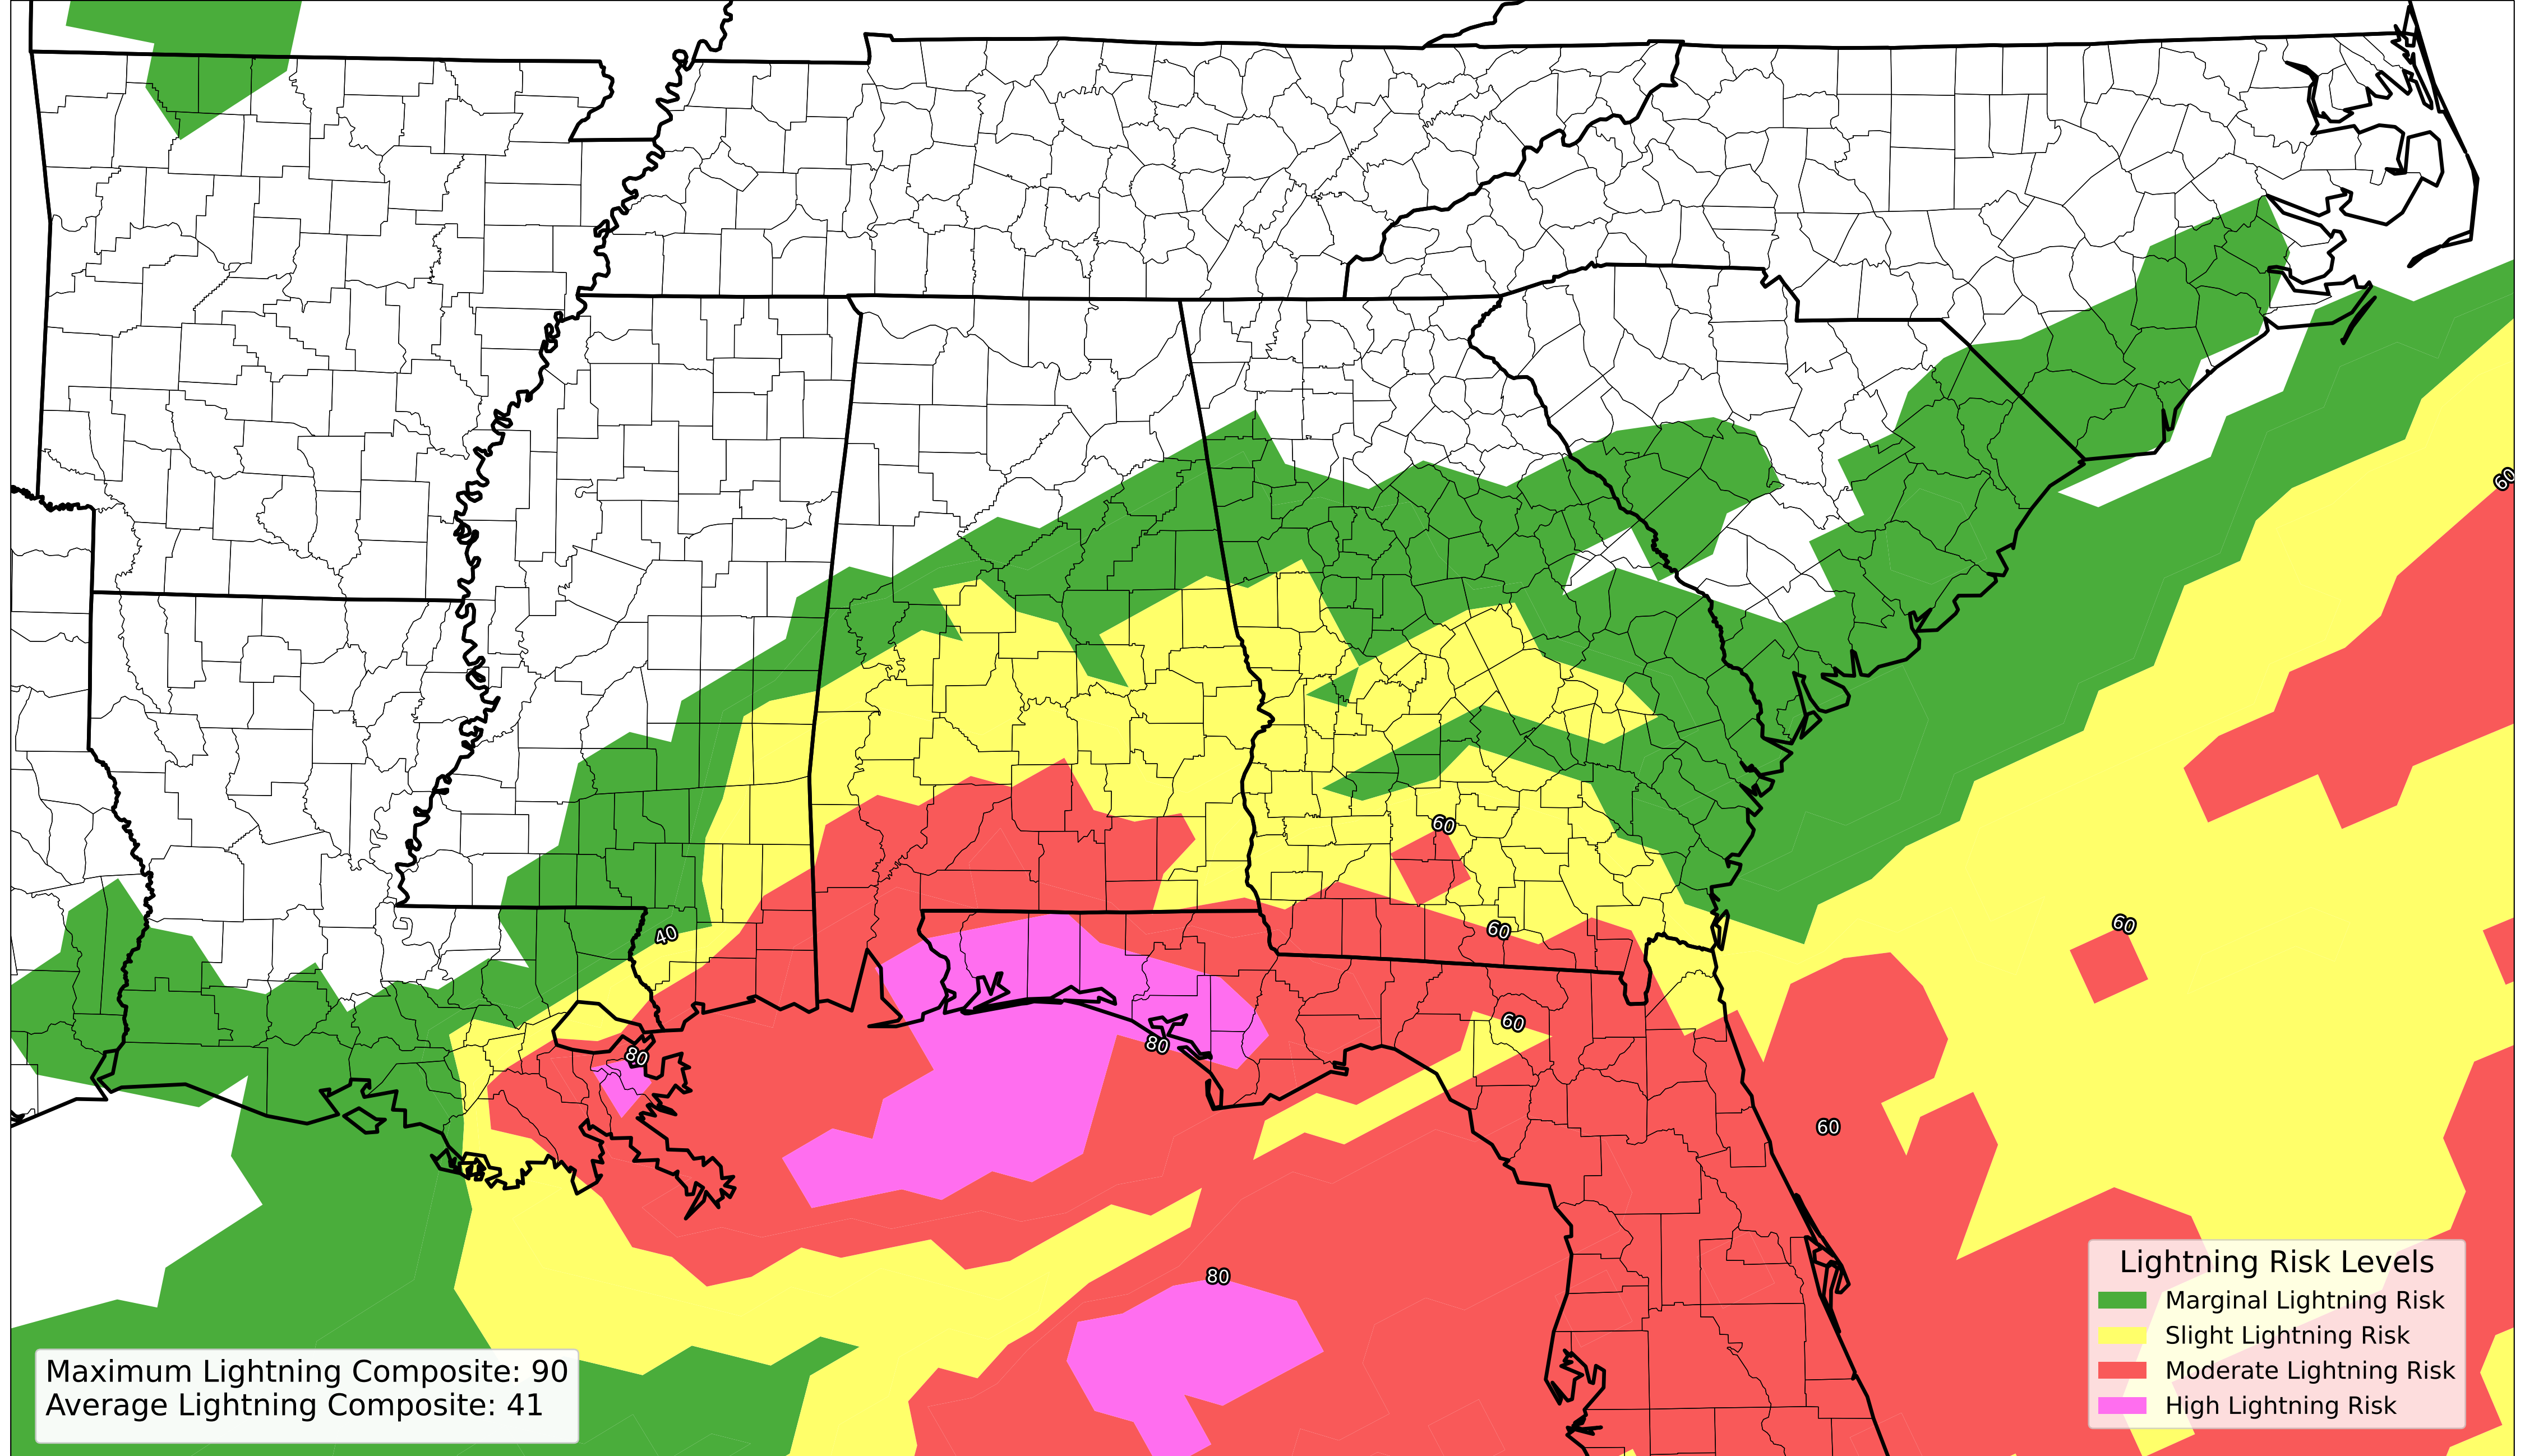 60
60
40
60
60
60
80
80
60
60
80
Lightning Risk Levels
Marginal Lightning Risk
Slight Lightning Risk
Moderate Lightning Risk
High Lightning Risk
Maximum Lightning Composite: 90
Average Lightning Composite: 41